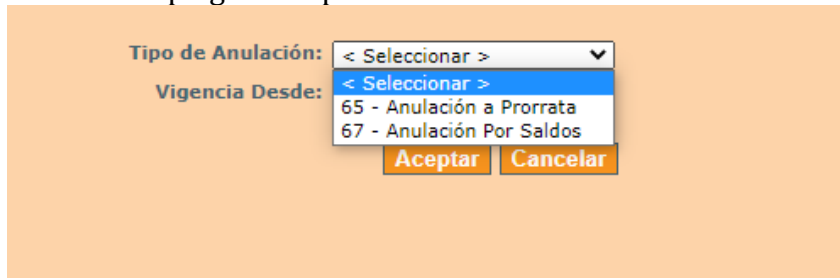 Tipo de Anulación: < Seleccionar >
< Seleccionar >
Vigencia Desde:
65 - Anulación a Prorrata
67 - Anulación Por Saldos
Aceptar Cancelar